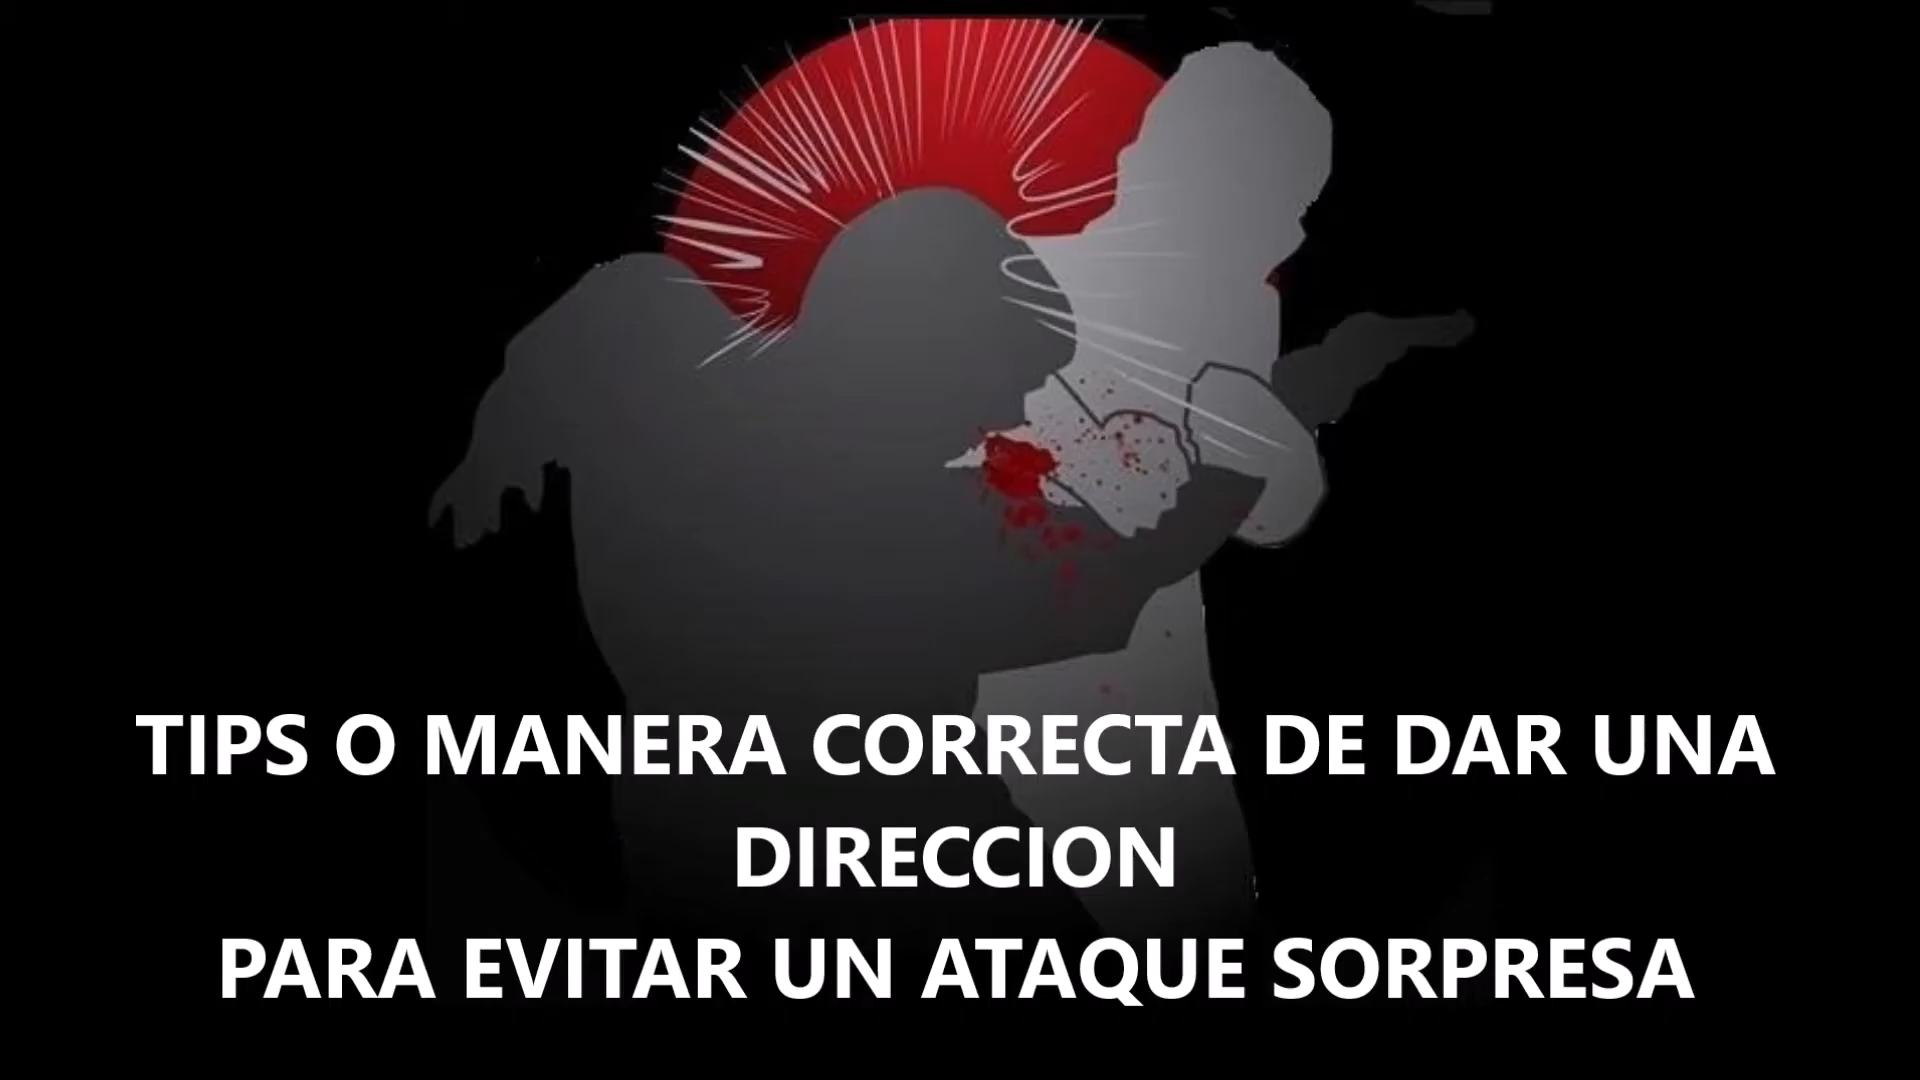 TIPS O MANERA CORRECTA DE DAR UNA
DIRECCION
PARA EVITAR UN ATAQUE SORPRESA